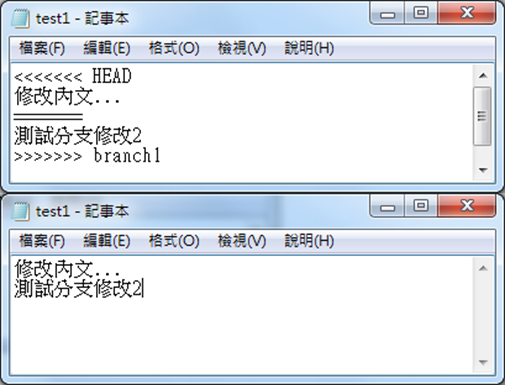 test1 - 記事本
檔案(F) 編輯(E) 格式(O) 檢視(V) 說明(H)
<<<<<<< HEAD
修改內文...
=======
測試分支修改2
>>>>>>> branch1
test1 - 記事本
檔案(F) 編輯(E) 格式(O) 檢視(V) 說明(H)
修改內文...
測試分支修改2